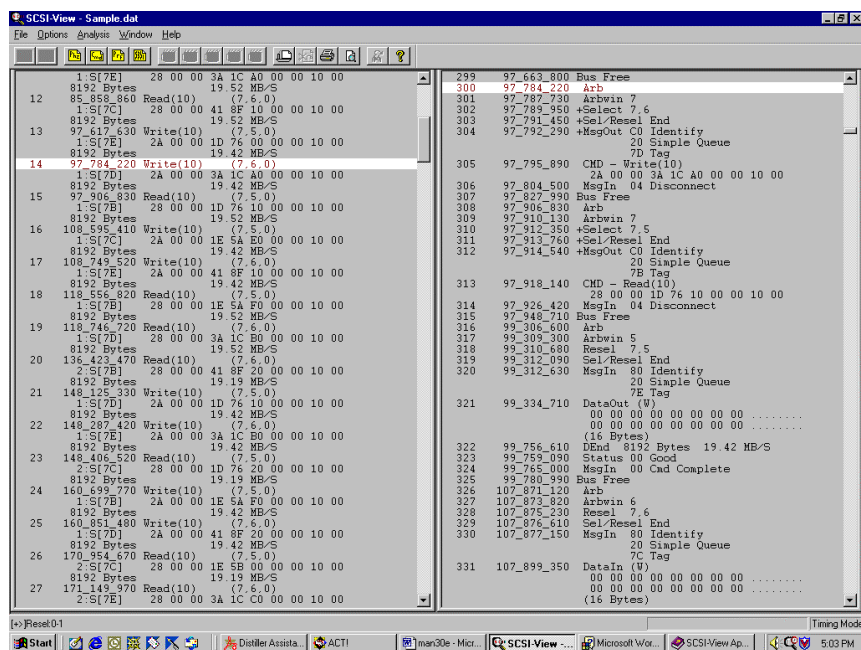 SCSI-View - Sample.dat
File Options Analysis Window Help
1:S[7E] 28 00 00 3A 1C A0 00 00 10 00
8192 Bytes 19.52 MB/S
12 85_858_860 Read(10) (7,6,0)
1:S[7C] 28 00 00 41 8F 10 00 00 10 00
8192 Bytes 19.52 MB/S
13 97_617_630 Write(10) (7,5,0)
1:S[7E] 2A 00 00 1D 76 00 00 00 10 00
8192 Bytes 19.42 MB/S
14 97_784_220 Write(10) (7,6,0)
1:S[7D] 2A 00 00 3A 1C A0 00 00 10 00
8192 Bytes 19.42 MB/S
15 97_906_830 Read(10) (7,5,0)
1:S[7B] 28 00 00 1D 76 10 00 00 10 00
8192 Bytes 19.52 MB/S
16 108_595_410 Write(10) (7,5,0)
1:S[7C] 2A 00 00 1E 5A E0 00 00 10 00
8192 Bytes 19.42 MB/S
17 108_749_520 Write(10) (7,6,0)
1:S[7E] 2A 00 00 41 8F 10 00 00 10 00
8192 Bytes 19.42 MB/S
18 118_556_820 Read(10) (7,5,0)
1:S[7B] 28 00 00 1E 5A F0 00 00 10 00
8192 Bytes 19.52 MB/S
19 118_746_720 Read(10) (7,6,0)
1:S[7D] 28 00 00 3A 1C B0 00 00 10 00
8192 Bytes 19.52 MB/S
20 136_423_470 Read(10) (7,6,0)
2:S[7B] 28 00 00 41 8F 20 00 00 10 00
8192 Bytes 19.19 MB/S
21 148_125_330 Write(10) (7,5,0)
1:S[7D] 2A 00 00 1D 76 10 00 00 10 00
8192 Bytes 19.42 MB/S
22 148_287_420 Write(10) (7,6,0)
1:S[7E] 2A 00 00 3A 1C B0 00 00 10 00
8192 Bytes 19.42 MB/S
23 148_406_520 Read(10) (7,5,0)
2:S[7C] 28 00 00 1D 76 20 00 00 10 00
8192 Bytes 19.19 MB/S
24 160_699_770 Write(10) (7,5,0)
1:S[7B] 2A 00 00 1E 5A F0 00 00 10 00
8192 Bytes 19.42 MB/S
25 160_851_480 Write(10) (7,6,0)
1:S[7D] 2A 00 00 41 8F 20 00 00 10 00
8192 Bytes 19.42 MB/S
26 170_954_670 Read(10) (7,5,0)
2:S[7C] 28 00 00 1E 5B 00 00 00 10 00
8192 Bytes 19.19 MB/S
27 171_149_970 Read(10) (7,6,0)
2:S[7E] 28 00 00 3A 1C C0 00 00 10 00
299 97_663_800 Bus Free
300 97_784_220 Arb
301 97_787_730 Arbwin 7
302 97_789_950 +Select 7,6
303 97_791_450 +Sel/Resel End
304 97_792_290 +MsgOut C0 Identify
20 Simple Queue
7D Tag
305 97_795_890 CMD - Write(10)
2A 00 00 3A 1C A0 00 00 10 00
306 97_804_500 MsgIn 04 Disconnect
307 97_827_990 Bus Free
308 97_906_830 Arb
309 97_910_130 Arbwin 7
310 97_912_350 +Select 7,5
311 97_913_760 +Sel/Resel End
312 97_914_540 +MsgOut C0 Identify
20 Simple Queue
7B Tag
313 97_918_140 CMD - Read(10)
28 00 00 1D 76 10 00 00 10 00
314 97_926_420 MsgIn 04 Disconnect
315 97_948_710 Bus Free
316 99_306_600 Arb
317 99_309_300 Arbwin 5
318 99_310_680 Resel 7,5
319 99_312_090 Sel/Resel End
320 99_312_630 MsgIn 80 Identify
20 Simple Queue
7E Tag
321 99_334_710 DataOut (W)
00 00 00 00 00 00 00 00 ........
00 00 00 00 00 00 00 00 ........
(16 Bytes)
322 99_756_610 DEnd 8192 Bytes 19.42 MB/S
323 99_759_090 Status 00 Good
324 99_765_000 MsgIn 00 Cmd Complete
325 99_780_990 Bus Free
326 107_871_120 Arb
327 107_873_820 Arbwin 6
328 107_875_230 Resel 7,6
329 107_876_610 Sel/Resel End
330 107_877_150 MsgIn 80 Identify
20 Simple Queue
7C Tag
331 107_899_350 DataIn (W)
00 00 00 00 00 00 00 00 ........
00 00 00 00 00 00 00 00 ........
(16 Bytes)
[+>]Resel:0-1
Timing Mode
Start Distiller Assista... ACT! man30e - Micr... SCSI-View -... Microsoft Wor... SCSI-View Ap... 5:03 PM